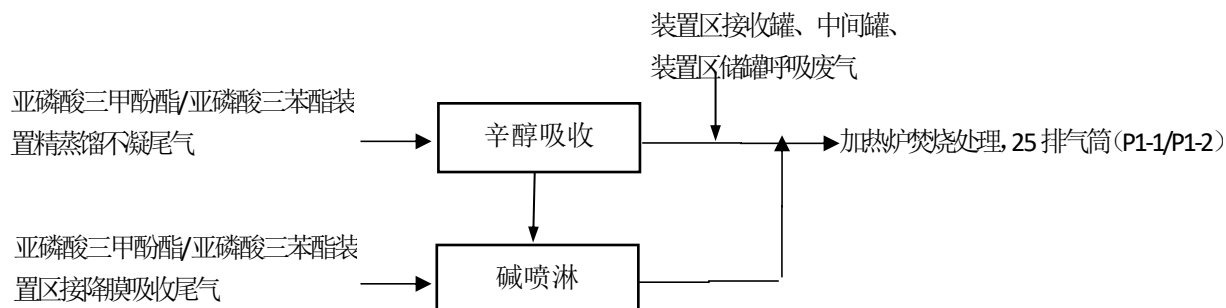 装置区接收罐、中间罐、
装置区储罐呼吸废气
亚磷酸三甲酚酯/亚磷酸三苯酯装
置精蒸馏不凝尾气
辛醇吸收
加热炉焚烧处理，25 排气筒（P1-1/P1-2）
亚磷酸三甲酚酯/亚磷酸三苯酯装
置区接降膜吸收尾气
碱喷淋